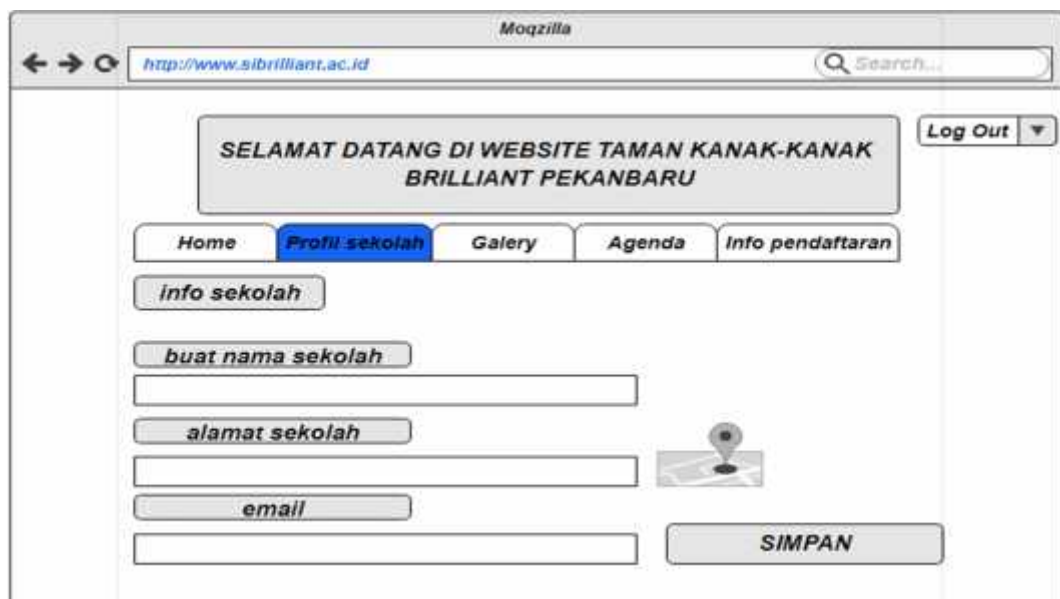 Moqzilla
http://www.sibrilliant.ac.id
Search...
Log Out
SELAMAT DATANG DI WEBSITE TAMAN KANAK-KANAK
BRILLIANT PEKANBARU
Home Profil sekolah Galery Agenda Info pendaftaran
info sekolah
buat nama sekolah
alamat sekolah
email
SIMPAN